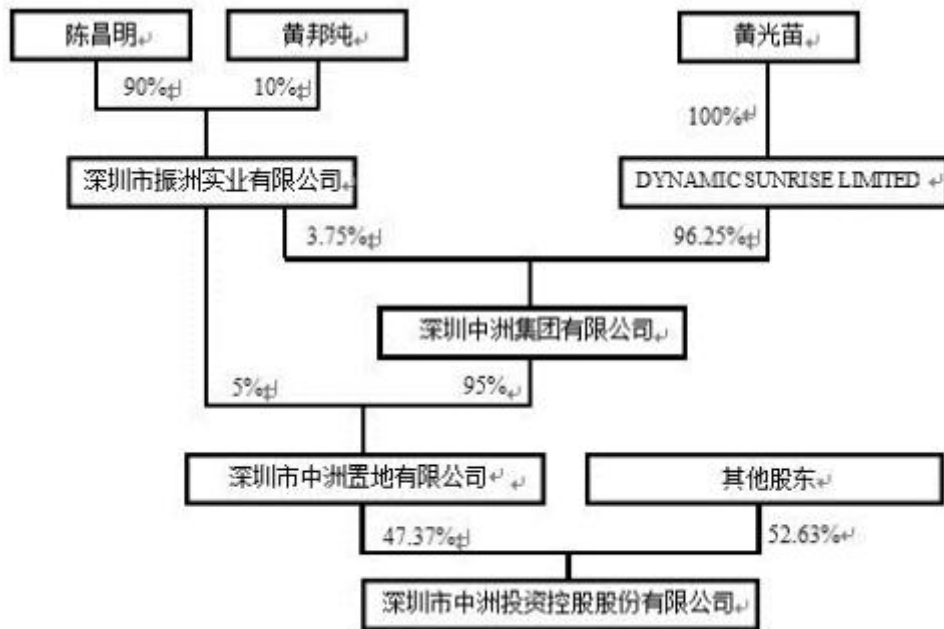 陈昌明
黄邦纯
黄光苗
90%
10%
100%
深圳市振洲实业有限公司
DYNAMIC SUNRISE LIMITED
3.75%
96.25%
深圳中洲集团有限公司
5%
95%
深圳市中洲置地有限公司
其他股东
47.37%
52.63%
深圳市中洲投资控股股份有限公司